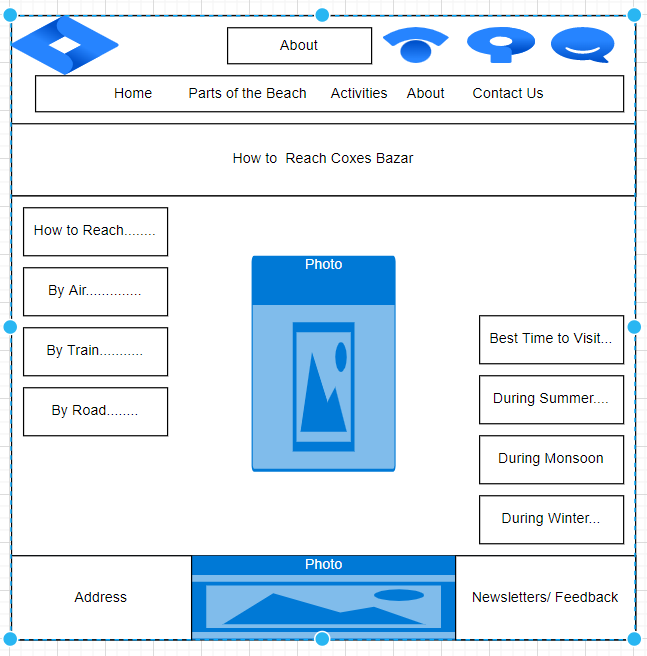 About
Home Parts of the Beach Activities About Contact Us
How to Reach Coxes Bazar
How to Reach........
By Air..............
By Train...........
By Road........
Photo
Best Time to Visit...
During Summer....
During Monsoon
During Winter...
Address
Photo
Newsletters/ Feedback